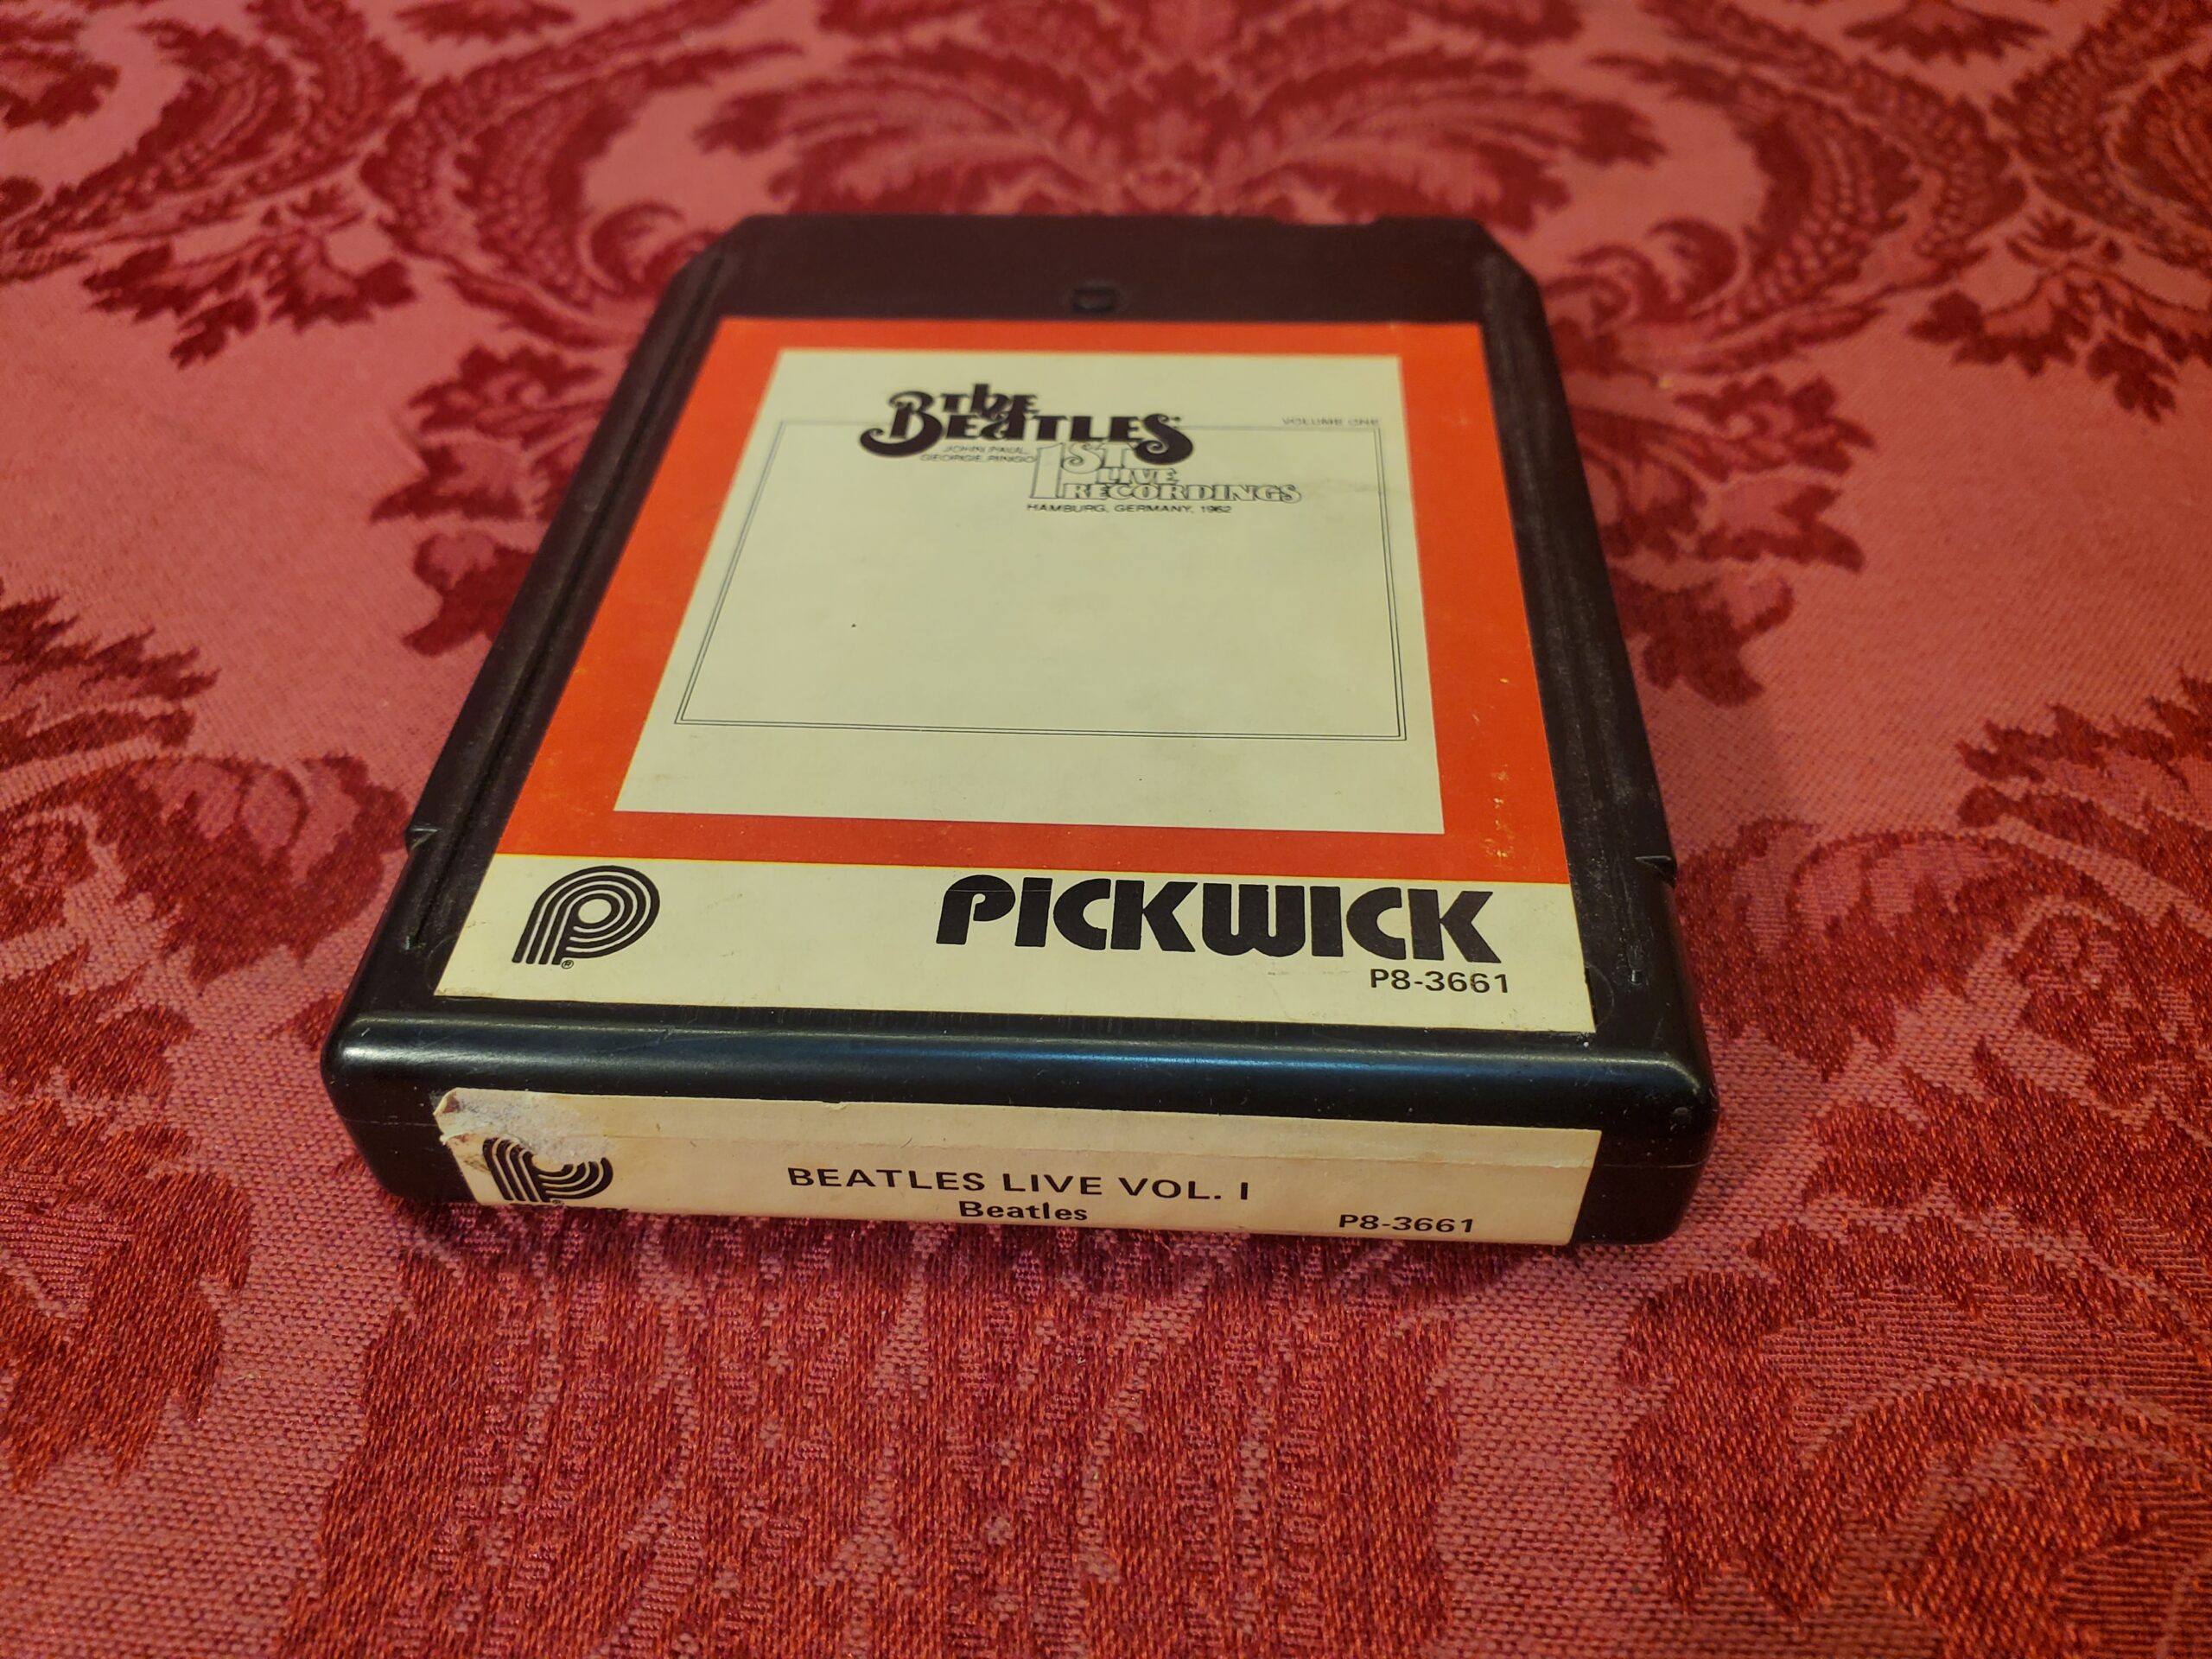 the
BEATLES
VOLUME ONE
JOHN, PAUL,
GEORGE, RINGO
1ST
LIVE
RECORDINGS
HAMBURG, GERMANY, 1962
P
PICKWICK
P8-3661
BEATLES LIVE VOL. I
Beatles
P8-3661